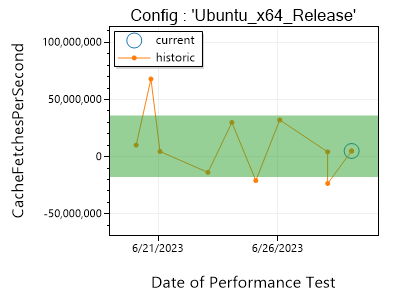 Config : 'Ubuntu_x64_Release'
current
historic
100,000,000
50,000,000
0
-50,000,000
CacheFetchesPerSecond
6/21/2023
6/26/2023
Date of Performance Test